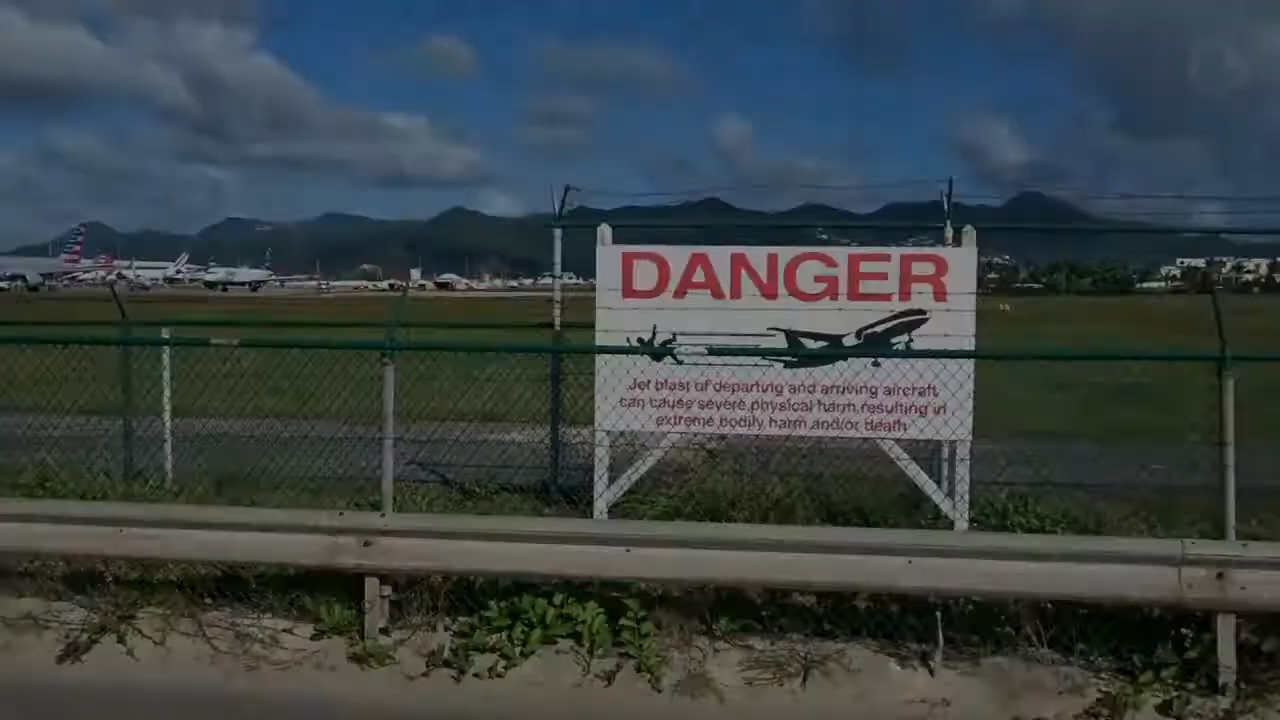 DANGER
Jet blast of departing and arriving aircraft
can cause severe physical harm resulting in
extreme bodily harm and/or death